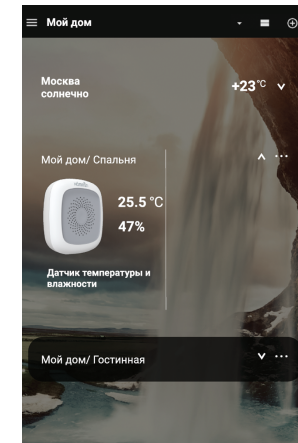 Мой дом
Москва
солнечно
+23°C
Мой дом/ Спальня
25.5 °C
47%
Датчик температуры и
влажности
Мой дом/ Гостинная